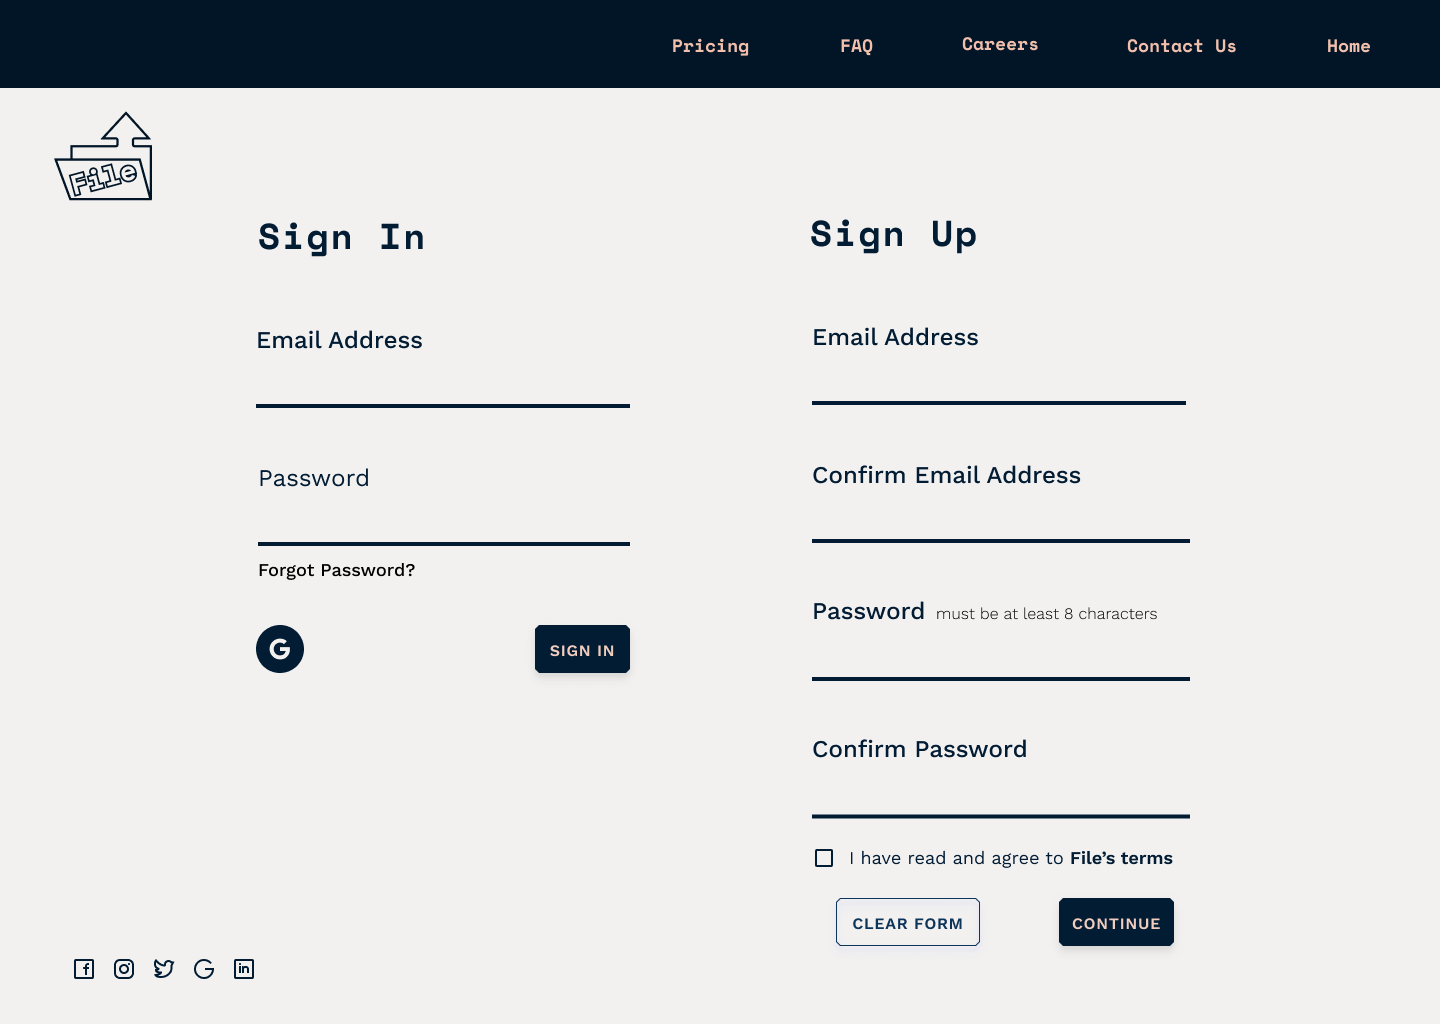 Pricing FAQ Careers Contact Us Home
File
Sign In
Email Address
Password
Forgot Password?
G SIGN IN
Sign Up
Email Address
Confirm Email Address
Password must be at least 8 characters
Confirm Password
I have read and agree to File’s terms
CLEAR FORM CONTINUE